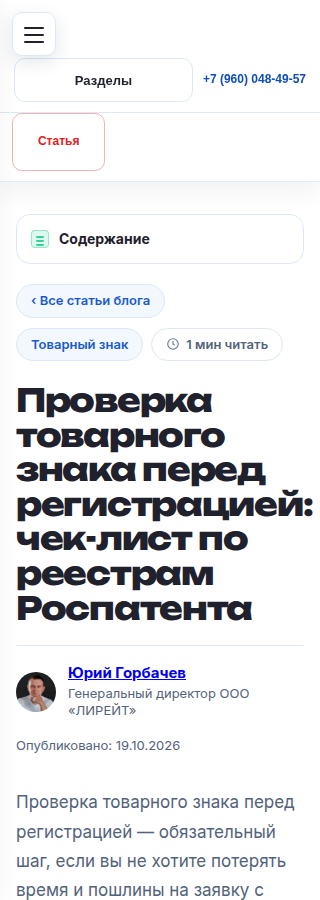 Разделы
+7 (960) 048-49-57
Статья
Содержание
‹ Все статьи блога
Товарный знак
1 мин читать
Проверка
товарного
знака перед
регистрацией:
чек-лист по
реестрам
Роспатента
Юрий Горбачев
Генеральный директор ООО
«ЛИРЕЙТ»
Опубликовано: 19.10.2026
Проверка товарного знака перед
регистрацией — обязательный
шаг, если вы не хотите потерять
время и пошлины на заявку с